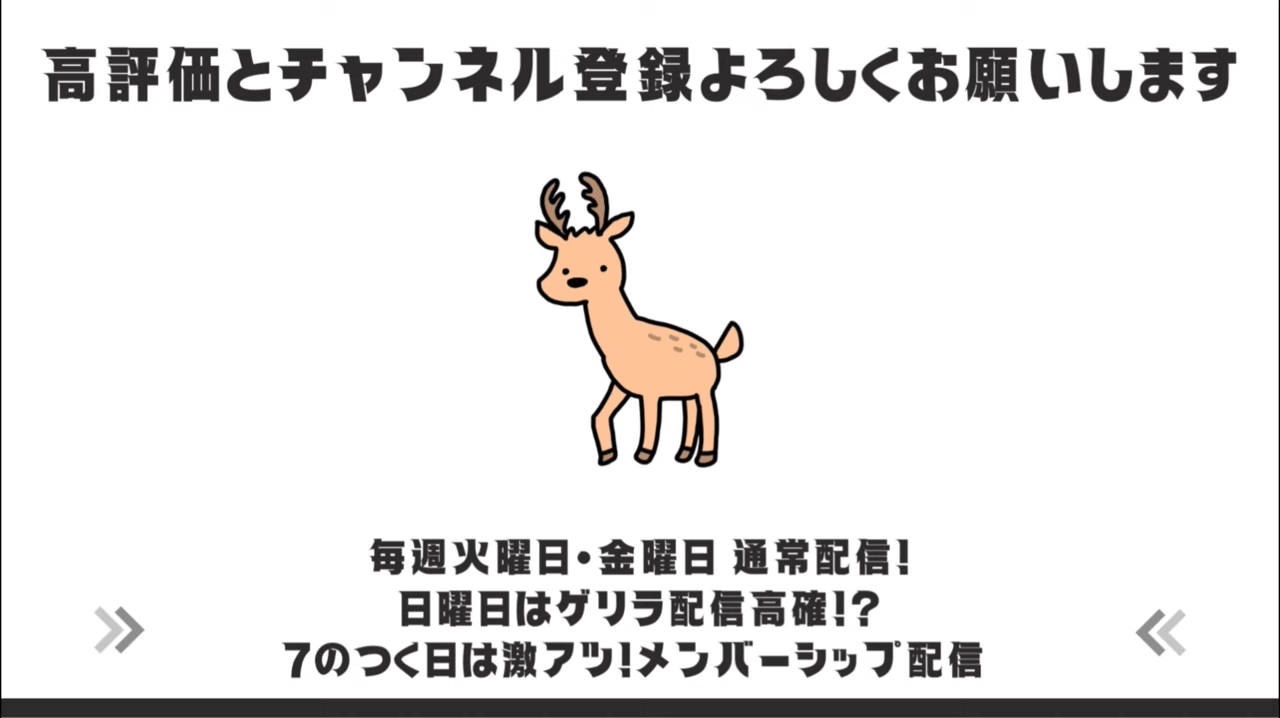 高評価とチャンネル登録よろしくお願いします
毎週火曜日・金曜日 通常配信!
日曜日はゲリラ配信高確!?
7のつく日は激アツ!メンバーシップ配信